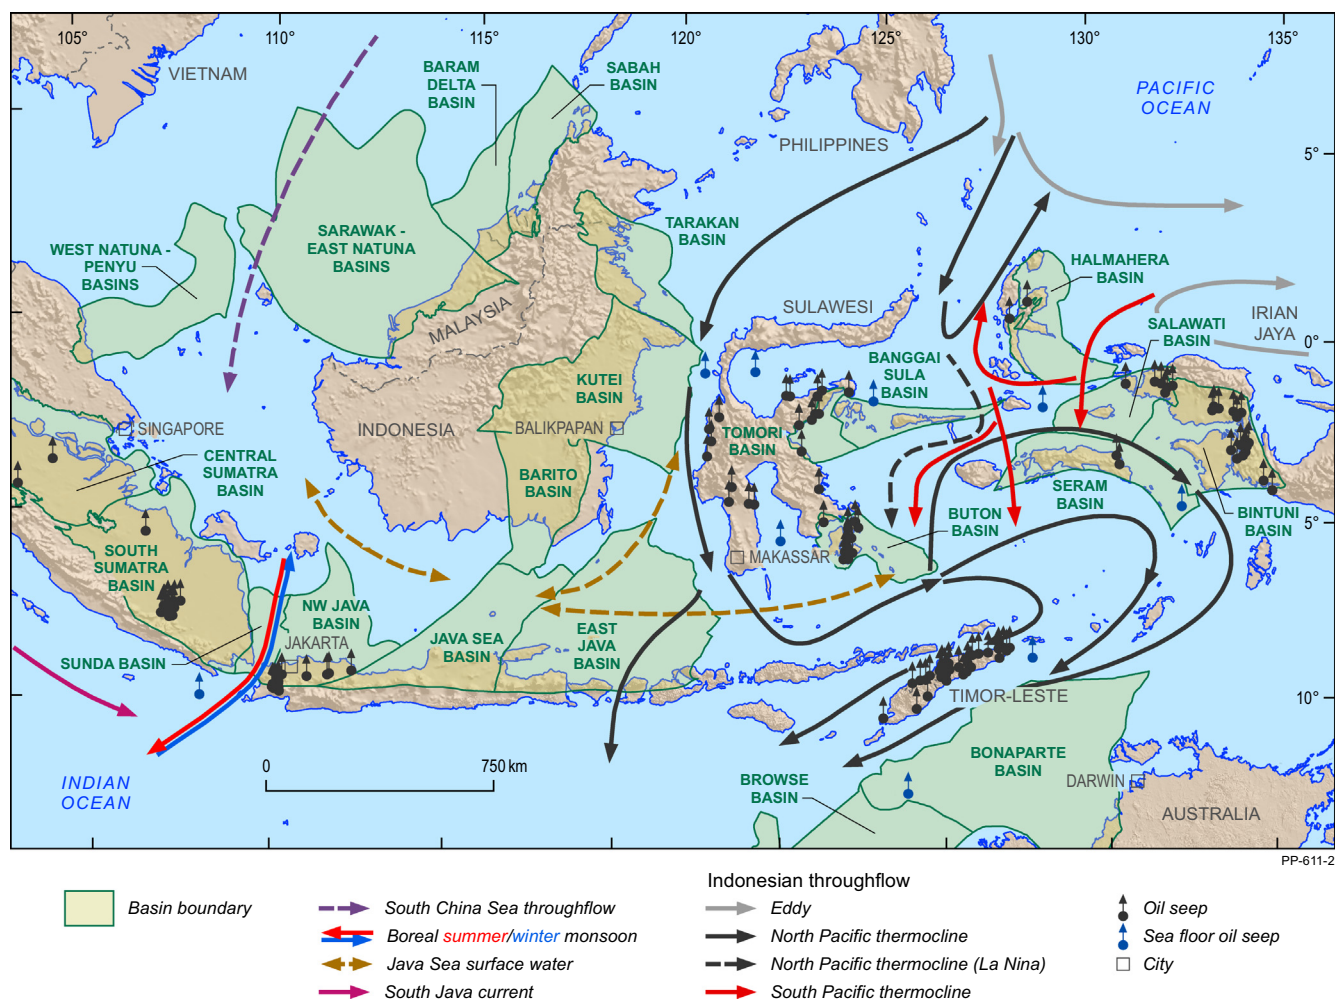 105°
110°
115°
120°
125°
130°
135°
VIETNAM
BARAM
DELTA
BASIN
SABAH
BASIN
PACIFIC
OCEAN
PHILIPPINES
5°
WEST NATUNA -
PENYU
BASINS
SARAWAK -
EAST NATUNA
BASINS
TARAKAN
BASIN
HALMAHERA
BASIN
MALAYSIA
SULAWESI
SALAWATI
BASIN
IRIAN
JAYA
0°
KUTEI
BASIN
BANGGAI
SULA
BASIN
SINGAPORE
INDONESIA
BALIKPAPAN
TOMORI
BASIN
CENTRAL
SUMATRA
BASIN
BARITO
BASIN
SERAM
BASIN
BUTON
BASIN
BINTUNI
BASIN
5°
SOUTH
SUMATRA
BASIN
MAKASSAR
NW JAVA
BASIN
JAKARTA
JAVA SEA
BASIN
EAST
JAVA
BASIN
SUNDA BASIN
TIMOR-LESTE
10°
INDIAN
OCEAN
0
750 km
BROWSE
BASIN
BONAPARTE
BASIN
DARWIN
AUSTRALIA
PP-611-2
Basin boundary
South China Sea throughflow
Boreal summer/winter monsoon
Java Sea surface water
South Java current
Indonesian throughflow
Eddy
North Pacific thermocline
North Pacific thermocline (La Nina)
South Pacific thermocline
Oil seep
Sea floor oil seep
City